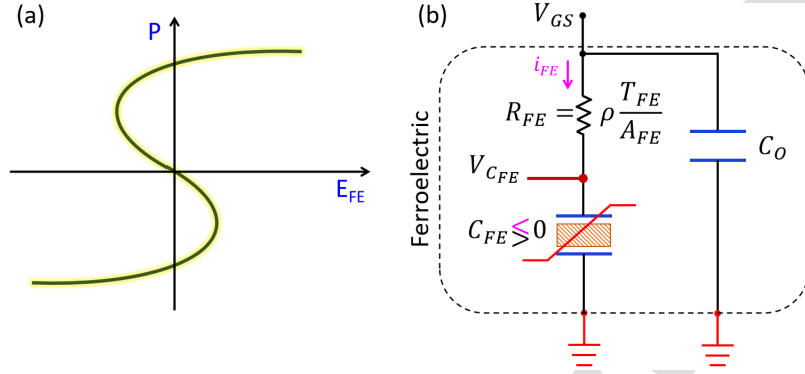 (a)
P
E_FE
(b)
V_GS
i_FE
R_FE = ρ T_FE/A_FE
V_C_FE
C_FE ≶ 0
C_O
Ferroelectric